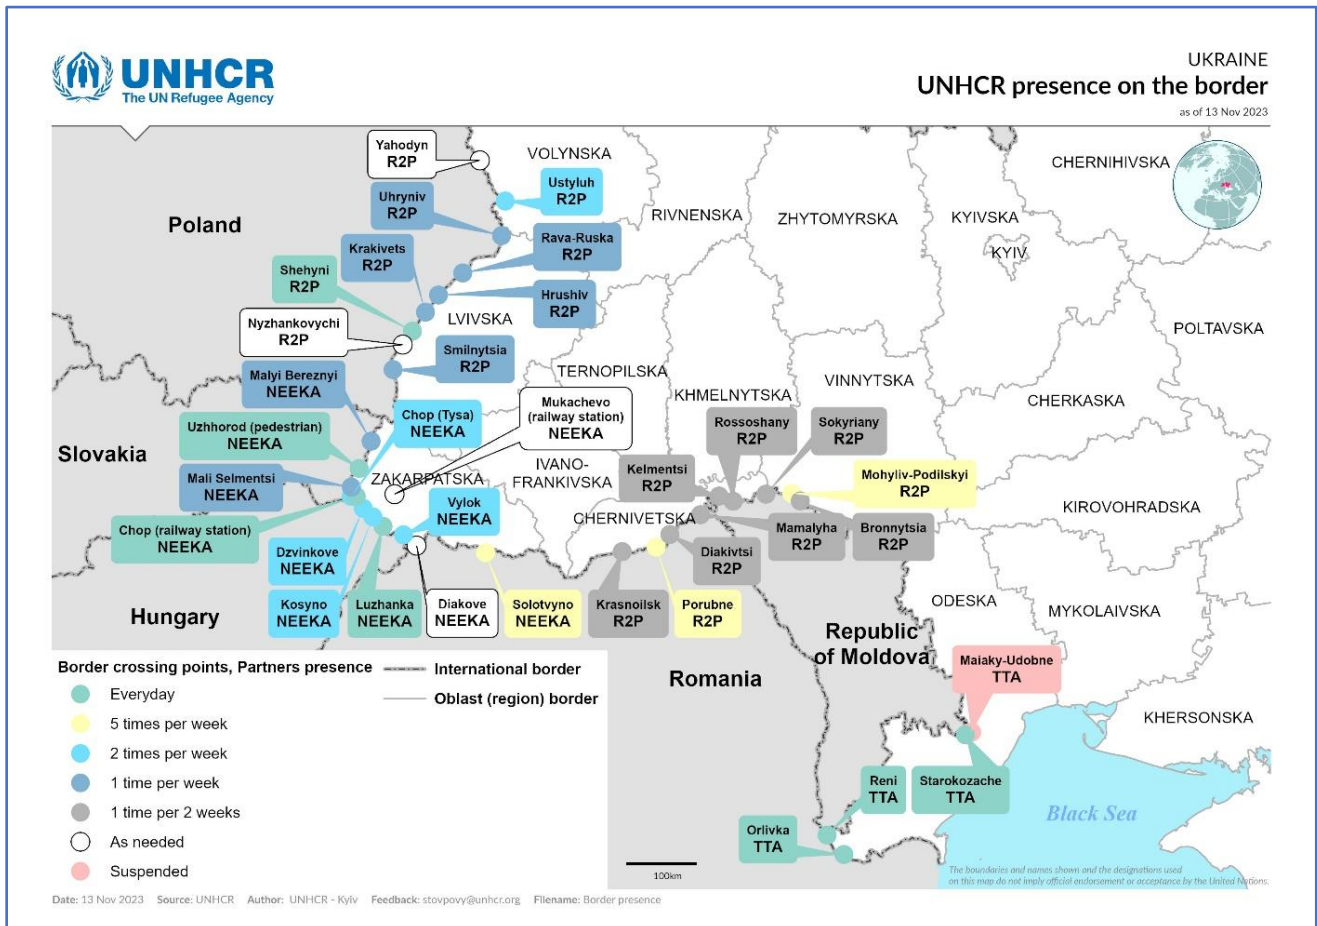 UNHCR
The UN Refugee Agency
UKRAINE
UNHCR presence on the border
as of 13 Nov 2023
Yahodyn
R2P
VOLYNSKA
CHERNIHIVSKA
Ustyluh
R2P
Uhryniv
R2P
RIVNENSKA
ZHYTOMYRSKA
KYIVSKA
KYIV
Poland
Rava-Ruska
R2P
Krakivets
R2P
Shehyni
R2P
Hrushiv
R2P
LVIVSKA
Nyzhankovychi
R2P
POLTAVSKA
Smilnytsia
R2P
TERNOPILSKA
VINNYTSKA
KHMELNYTSKA
CHERKASKA
Malyi Bereznyi
NEEKA
Mukachevo
(railway station)
NEEKA
Chop (Tysa)
NEEKA
Uzhhorod (pedestrian)
NEEKA
Rossoshany
R2P
Sokyriany
R2P
Slovakia
Mali Selmentsi
NEEKA
ZAKARPATSKA
IVANO-
FRANKIVSKA
Kelmentsi
R2P
Mohyliv-Podilskyi
R2P
KIROVOHRADSKA
Vylok
NEEKA
CHERNIVETSKA
Chop (railway station)
NEEKA
Mamalyha
R2P
Bronnytsia
R2P
Dzvinkove
NEEKA
Diakivtsi
R2P
Hungary
Kosyno
NEEKA
Luzhanka
NEEKA
Diakove
NEEKA
Solotvyno
NEEKA
Krasnoilsk
R2P
Porubne
R2P
ODESKA
MYKOLAIVSKA
Republic
of Moldova
Romania
Maiaky-Udobne
TTA
KHERSONSKA
Reni
TTA
Starokozache
TTA
Orlivka
TTA
Black Sea
Border crossing points, Partners presence
Everyday
5 times per week
2 times per week
1 time per week
1 time per 2 weeks
As needed
Suspended
International border
Oblast (region) border
100km
The boundaries and names shown and the designations used
on this map do not imply official endorsement or acceptance by the United Nations.
Date: 13 Nov 2023 Source: UNHCR Author: UNHCR - Kyiv Feedback: stovpovy@unhcr.org Filename: Border presence